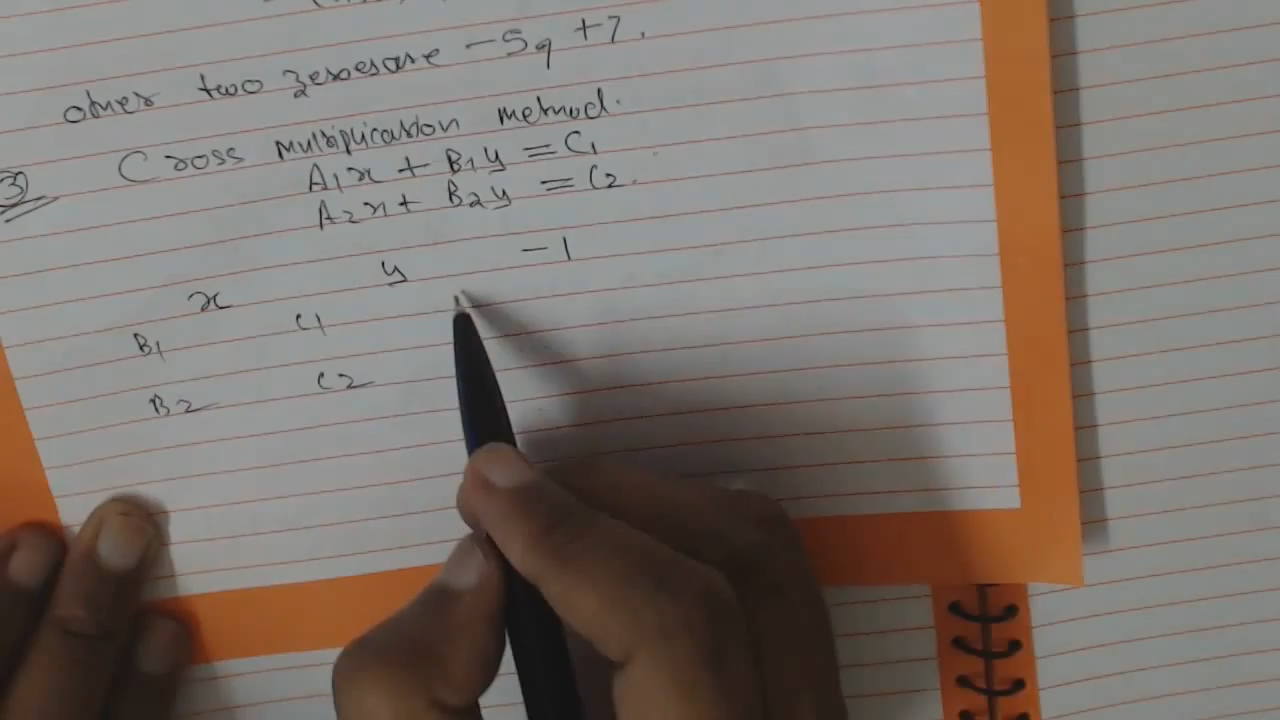 other two zeroes are -5, +7.
3) Cross multiplication method.
A1x + B1y = C1
A2x + B2y = C2.
x y -1
B1 C1
B2 C2